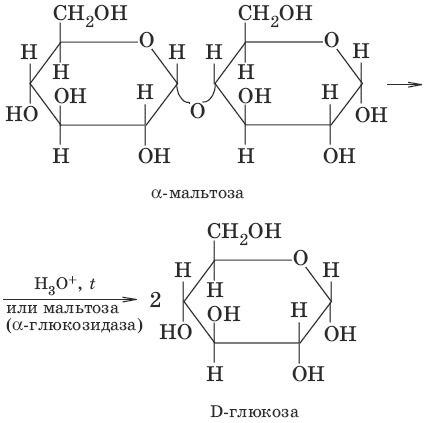 CH₂OH CH₂OH
H O H H O H
H H
OH H OH H
HO O OH
H OH H OH
α-мальтоза
CH₂OH
H O H
H₃O⁺, t
или мальтоза
(α-глюкозидаза)
2
H
OH H
HO OH
H OH
D-глюкоза